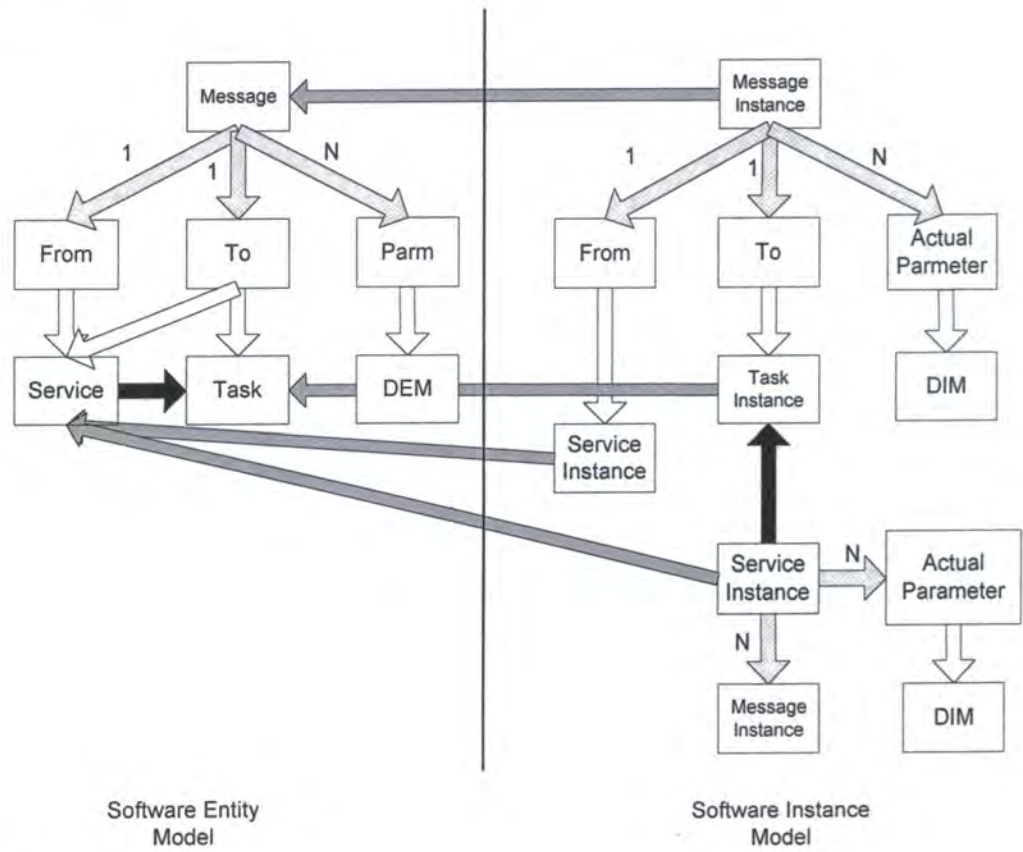 Message
Message
Instance
1
1
N
1
1
N
From
To
Parm
From
To
Actual
Parmeter
Service
Task
DEM
Task
Instance
DIM
Service
Instance
Service
Instance
N
Actual
Parameter
N
Message
Instance
DIM
Software Entity
Model
Software Instance
Model